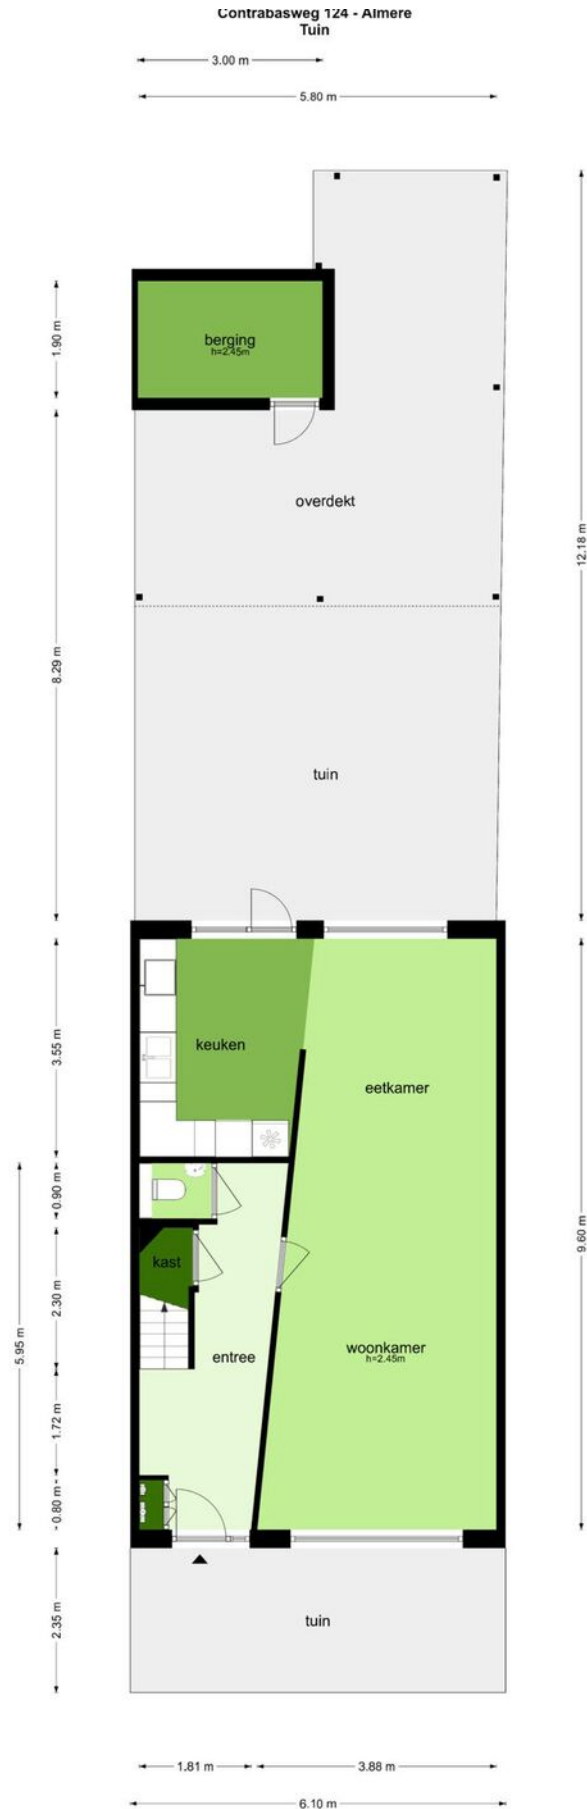 Contrabasweg 124 - Almere
Tuin
3.00 m
5.80 m
1.90 m
berging
h=2.45m
overdekt
12.18 m
8.29 m
tuin
3.55 m
keuken
eetkamer
0.90 m
9.60 m
kast
2.30 m
5.95 m
entree
woonkamer
h=2.45m
1.72 m
0.80 m
2.35 m
tuin
1.81 m
3.88 m
6.10 m